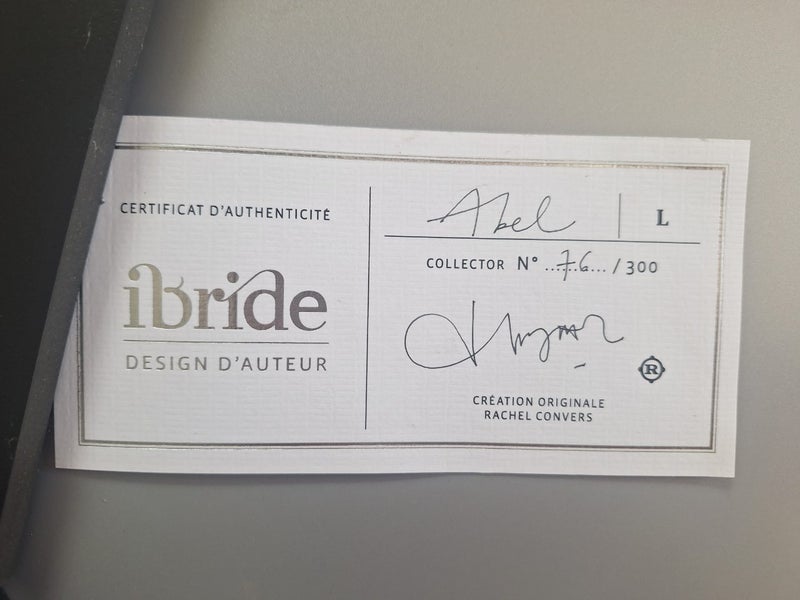 CERTIFICAT D'AUTHENTICITÉ
ibride
DESIGN D'AUTEUR
Abel L
COLLECTOR N° ...76... / 300
CRÉATION ORIGINALE
RACHEL CONVERS
R